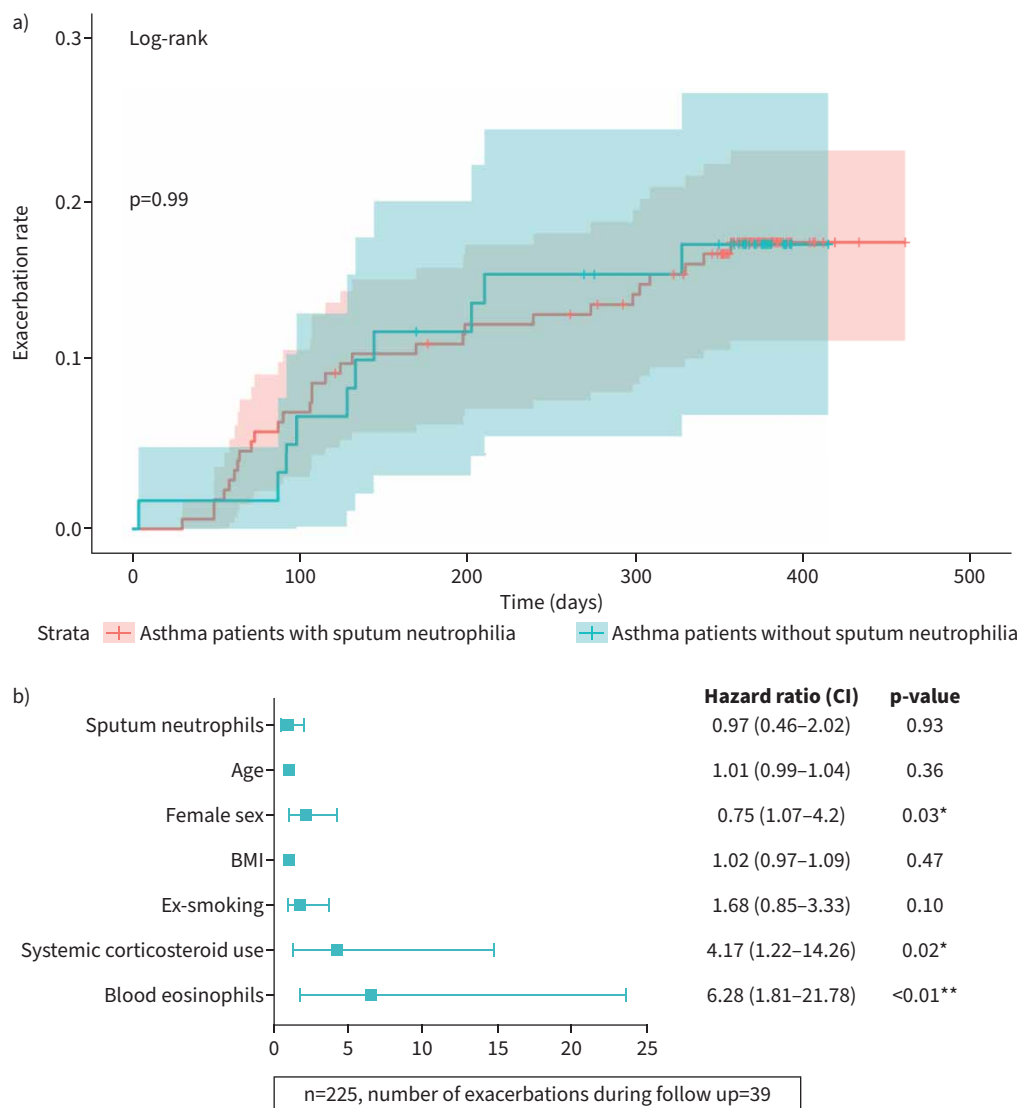 a)
0.3
Log-rank
0.2
p=0.99
Exacerbation rate
0.1
0.0
0 100 200 300 400 500
Time (days)
Strata Asthma patients with sputum neutrophilia Asthma patients without sputum neutrophilia
b)
Hazard ratio (CI) p-value
Sputum neutrophils 0.97 (0.46–2.02) 0.93
Age 1.01 (0.99–1.04) 0.36
Female sex 0.75 (1.07–4.2) 0.03*
BMI 1.02 (0.97–1.09) 0.47
Ex-smoking 1.68 (0.85–3.33) 0.10
Systemic corticosteroid use 4.17 (1.22–14.26) 0.02*
Blood eosinophils 6.28 (1.81–21.78) <0.01**
0 5 10 15 20 25
n=225, number of exacerbations during follow up=39